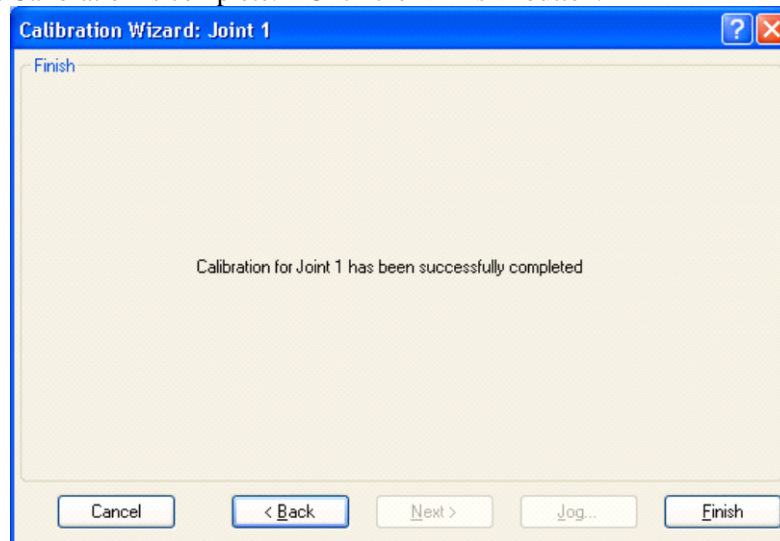 Calibration Wizard: Joint 1
Finish
Calibration for Joint 1 has been successfully completed
Cancel
< Back
Next >
Jog...
Finish